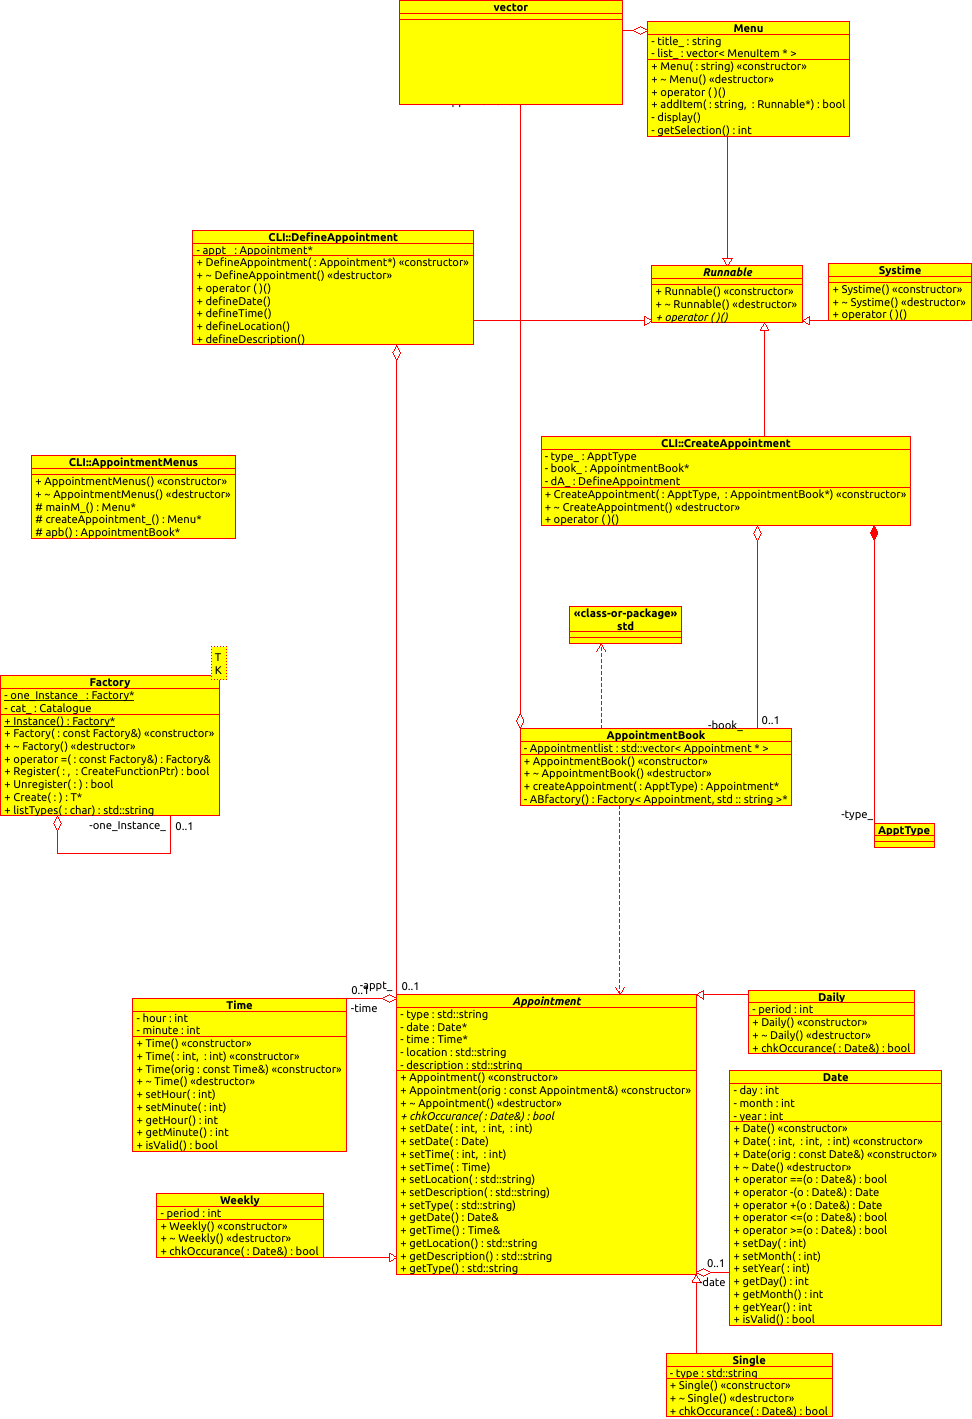 vector
Menu
- title_ : string
- list_ : vector< MenuItem * >
+ Menu( : string) «constructor»
+ ~ Menu() «destructor»
+ operator ( )()
+ addItem( : string, : Runnable*) : bool
- display()
- getSelection() : int
CLI::DefineAppointment
- appt_ : Appointment*
+ DefineAppointment( : Appointment*) «constructor»
+ ~ DefineAppointment() «destructor»
+ operator ( )()
+ defineDate()
+ defineTime()
+ defineLocation()
+ defineDescription()
Runnable
+ Runnable() «constructor»
+ ~ Runnable() «destructor»
+ operator ( )()
Systime
+ Systime() «constructor»
+ ~ Systime() «destructor»
+ operator ( )()
CLI::AppointmentMenus
+ AppointmentMenus() «constructor»
+ ~ AppointmentMenus() «destructor»
# mainM_() : Menu*
# createAppointment_() : Menu*
# apb() : AppointmentBook*
CLI::CreateAppointment
- type_ : ApptType
- book_ : AppointmentBook*
- dA_ : DefineAppointment
+ CreateAppointment( : ApptType, : AppointmentBook*) «constructor»
+ ~ CreateAppointment() «destructor»
+ operator ( )()
«class-or-package»
std
T
K
Factory
- one_Instance_ : Factory*
- cat_ : Catalogue
+ Instance() : Factory*
+ Factory( : const Factory&) «constructor»
+ ~ Factory() «destructor»
+ operator =( : const Factory&) : Factory&
+ Register( : , : CreateFunctionPtr) : bool
+ Unregister( : ) : bool
+ Create( : ) : T*
+ listTypes( : char) : std::string
-one_Instance_
0..1
-book_
0..1
AppointmentBook
- Appointmentlist : std::vector< Appointment * >
+ AppointmentBook() «constructor»
+ ~ AppointmentBook() «destructor»
+ createAppointment( : ApptType) : Appointment*
- ABfactory() : Factory< Appointment, std :: string >*
-type_
ApptType
-appt_
0..1
0..1
-time
Time
- hour : int
- minute : int
+ Time() «constructor»
+ Time( : int, : int) «constructor»
+ Time(orig : const Time&) «constructor»
+ ~ Time() «destructor»
+ setHour( : int)
+ setMinute( : int)
+ getHour() : int
+ getMinute() : int
+ isValid() : bool
Appointment
- type : std::string
- date : Date*
- time : Time*
- location : std::string
- description : std::string
+ Appointment() «constructor»
+ Appointment(orig : const Appointment&) «constructor»
+ ~ Appointment() «destructor»
+ chkOccurance( : Date&) : bool
+ setDate( : int, : int, : int)
+ setDate( : Date)
+ setTime( : int, : int)
+ setTime( : Time)
+ setLocation( : std::string)
+ setDescription( : std::string)
+ setType( : std::string)
+ getDate() : Date&
+ getTime() : Time&
+ getLocation() : std::string
+ getDescription() : std::string
+ getType() : std::string
Daily
- period : int
+ Daily() «constructor»
+ ~ Daily() «destructor»
+ chkOccurance( : Date&) : bool
Date
- day : int
- month : int
- year : int
+ Date() «constructor»
+ Date( : int, : int, : int) «constructor»
+ Date(orig : const Date&) «constructor»
+ ~ Date() «destructor»
+ operator ==(o : Date&) : bool
+ operator -(o : Date&) : Date
+ operator +(o : Date&) : Date
+ operator <=(o : Date&) : bool
+ operator >=(o : Date&) : bool
+ setDay( : int)
+ setMonth( : int)
+ setYear( : int)
+ getDay() : int
+ getMonth() : int
+ getYear() : int
+ isValid() : bool
Weekly
- period : int
+ Weekly() «constructor»
+ ~ Weekly() «destructor»
+ chkOccurance( : Date&) : bool
0..1
-date
Single
- type : std::string
+ Single() «constructor»
+ ~ Single() «destructor»
+ chkOccurance( : Date&) : bool